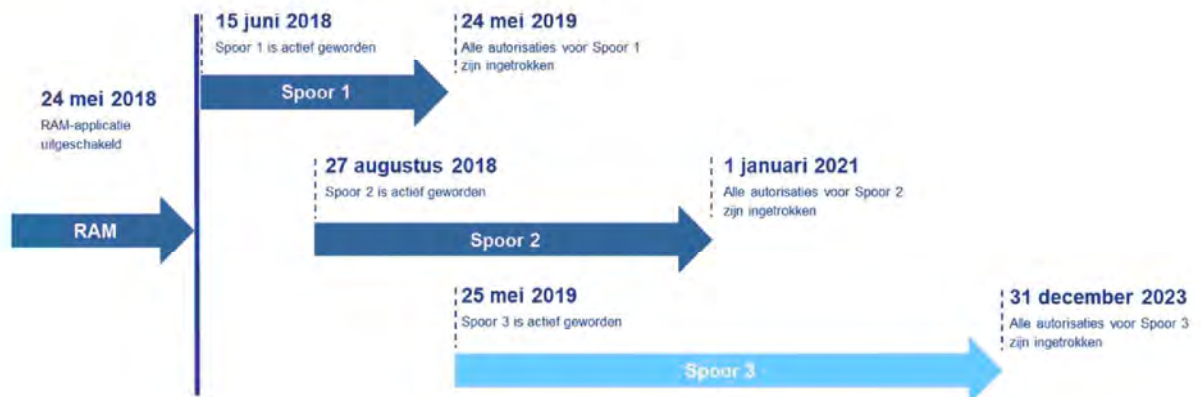 15 juni 2018
Spoor 1 is actief geworden
24 mei 2019
Alle autorisaties voor Spoor 1
zijn ingetrokken
Spoor 1
24 mei 2018
RAM-applicatie
uitgeschakeld
27 augustus 2018
Spoor 2 is actief geworden
1 januari 2021
Alle autorisaties voor Spoor 2
zijn ingetrokken
RAM
Spoor 2
25 mei 2019
Spoor 3 is actief geworden
31 december 2023
Alle autorisaties voor Spoor 3
zijn ingetrokken
Spoor 3